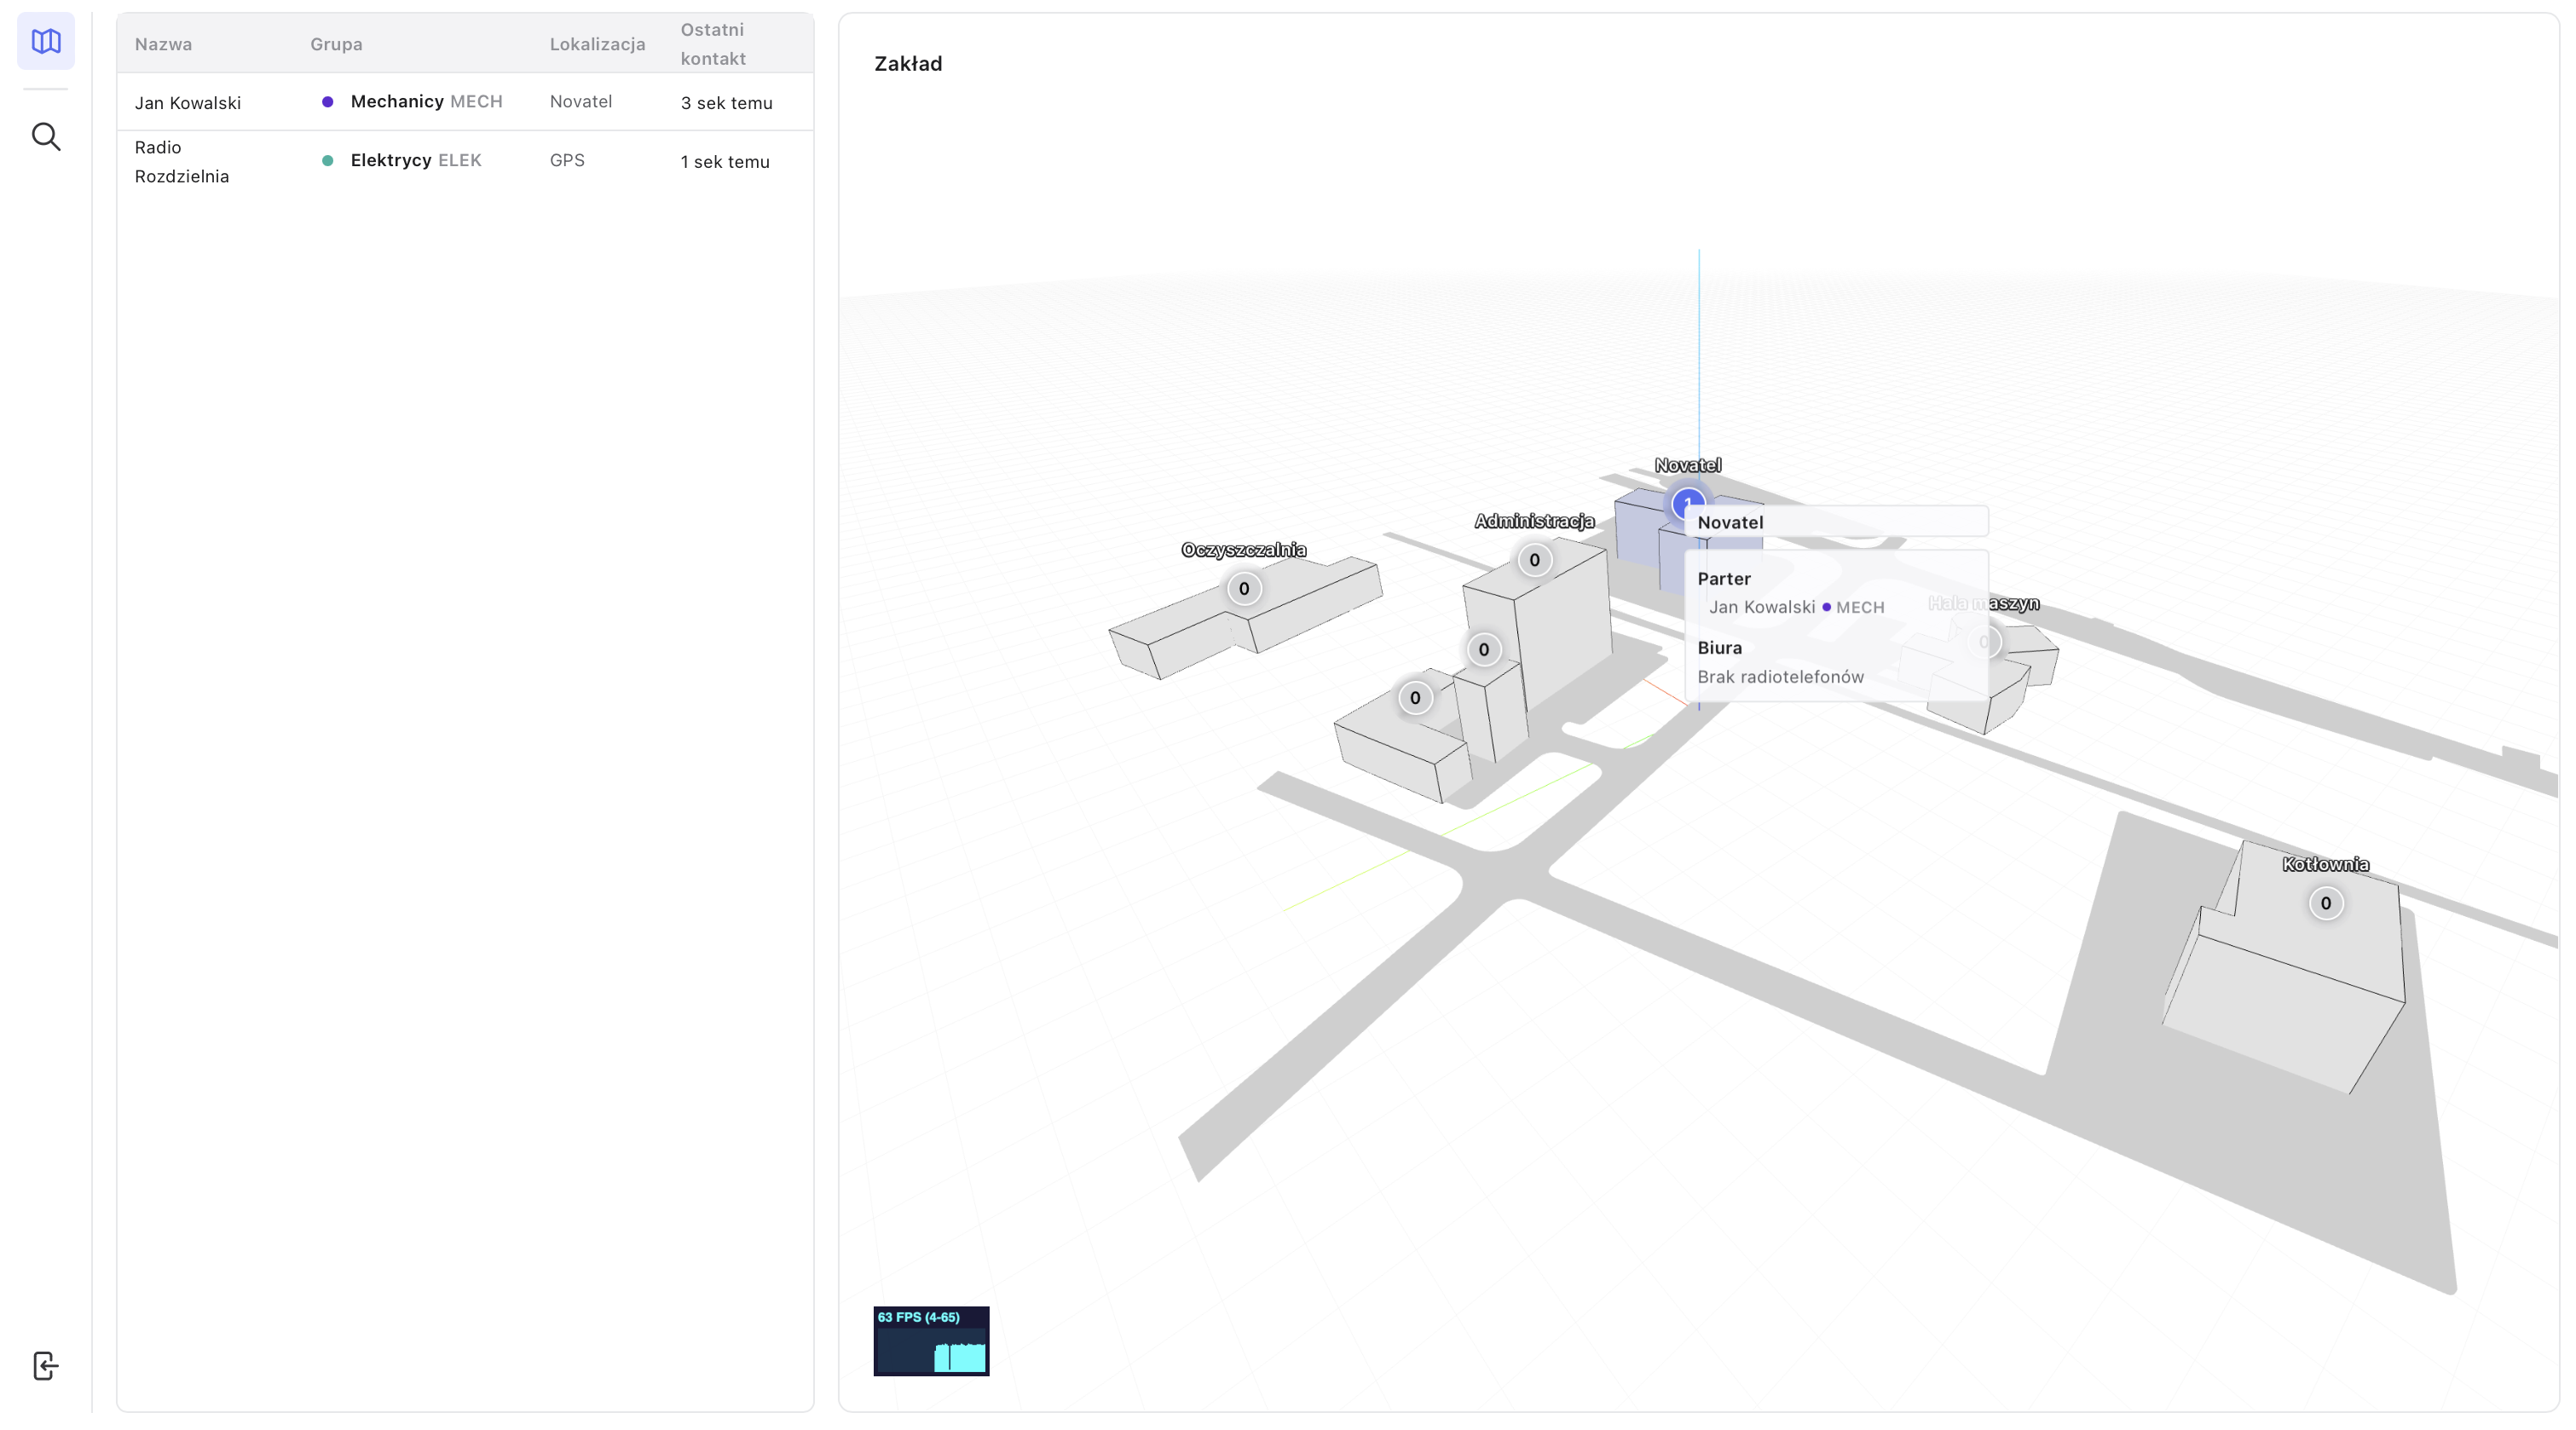 Nazwa Grupa Lokalizacja Ostatni kontakt
Jan Kowalski Mechanicy MECH Novatel 3 sek temu
Radio Rozdzielnia Elektrycy ELEK GPS 1 sek temu
Zakład
Novatel
1
Administracja
0
Oczyszczalnia
0
0
0
Novatel
Parter
Jan Kowalski MECH
Biura
Brak radiotelefonów
Hala maszyn
0
Kotłownia
0
63 FPS (4-65)